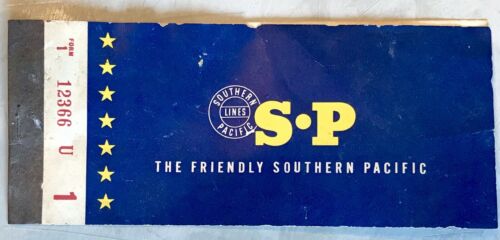 FORM
1
12366 U 1
SOUTHERN
LINES
PACIFIC
S·P
THE FRIENDLY SOUTHERN PACIFIC